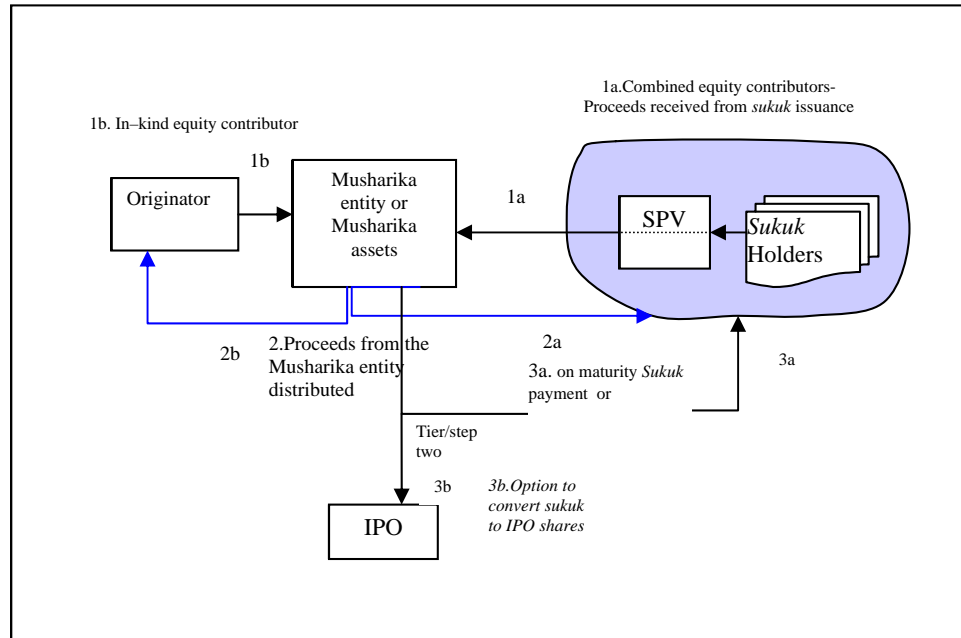 1a.Combined equity contributors-
Proceeds received from sukuk issuance
1b. In–kind equity contributor
1b
Originator
Musharika
entity or
Musharika
assets
1a
SPV
Sukuk
Holders
2b
2.Proceeds from the
Musharika entity
distributed
2a
3a. on maturity Sukuk
payment or
3a
Tier/step
two
3b
3b.Option to
convert sukuk
to IPO shares
IPO